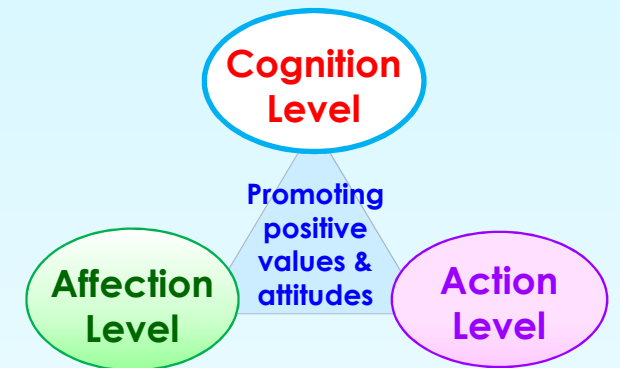 Cognition
Level
Promoting
positive
values &
attitudes
Affection
Level
Action
Level